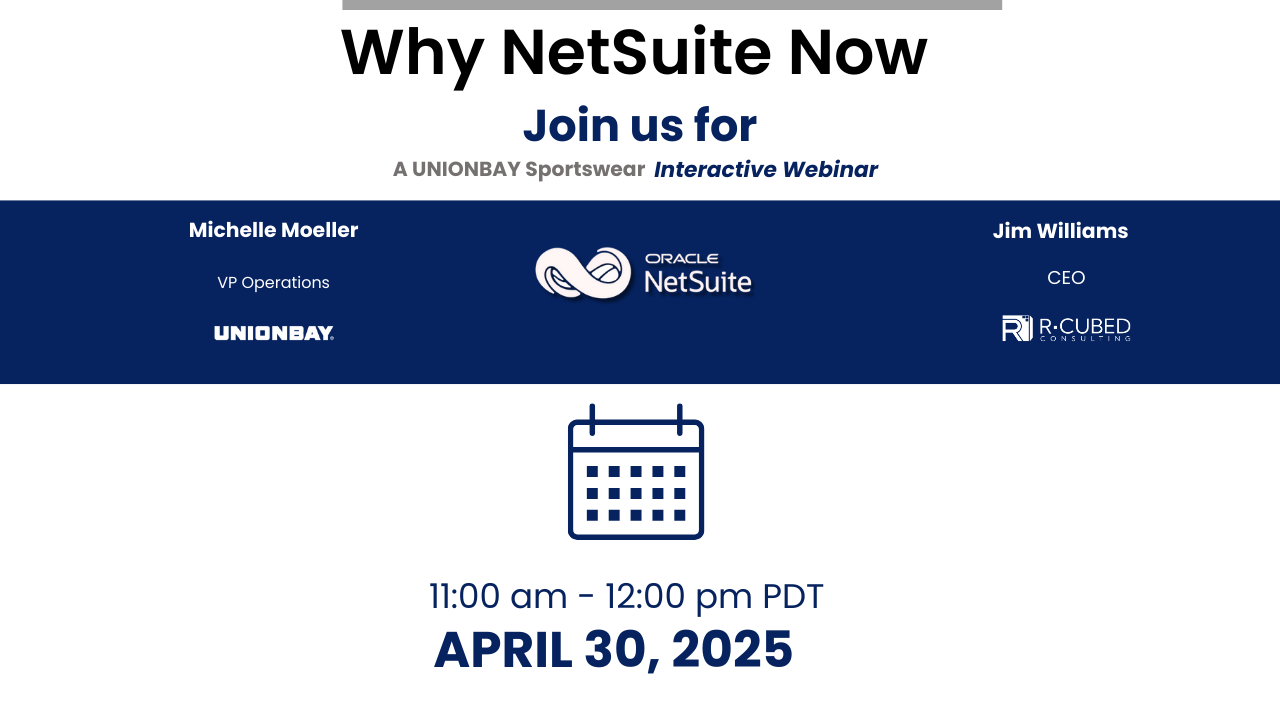 Why NetSuite Now
Join us for
A UNIONBAY Sportswear Interactive Webinar
Michelle Moeller
VP Operations
UNIONBAY®
ORACLE
NetSuite
Jim Williams
CEO
R·CUBED
CONSULTING
11:00 am - 12:00 pm PDT
APRIL 30, 2025